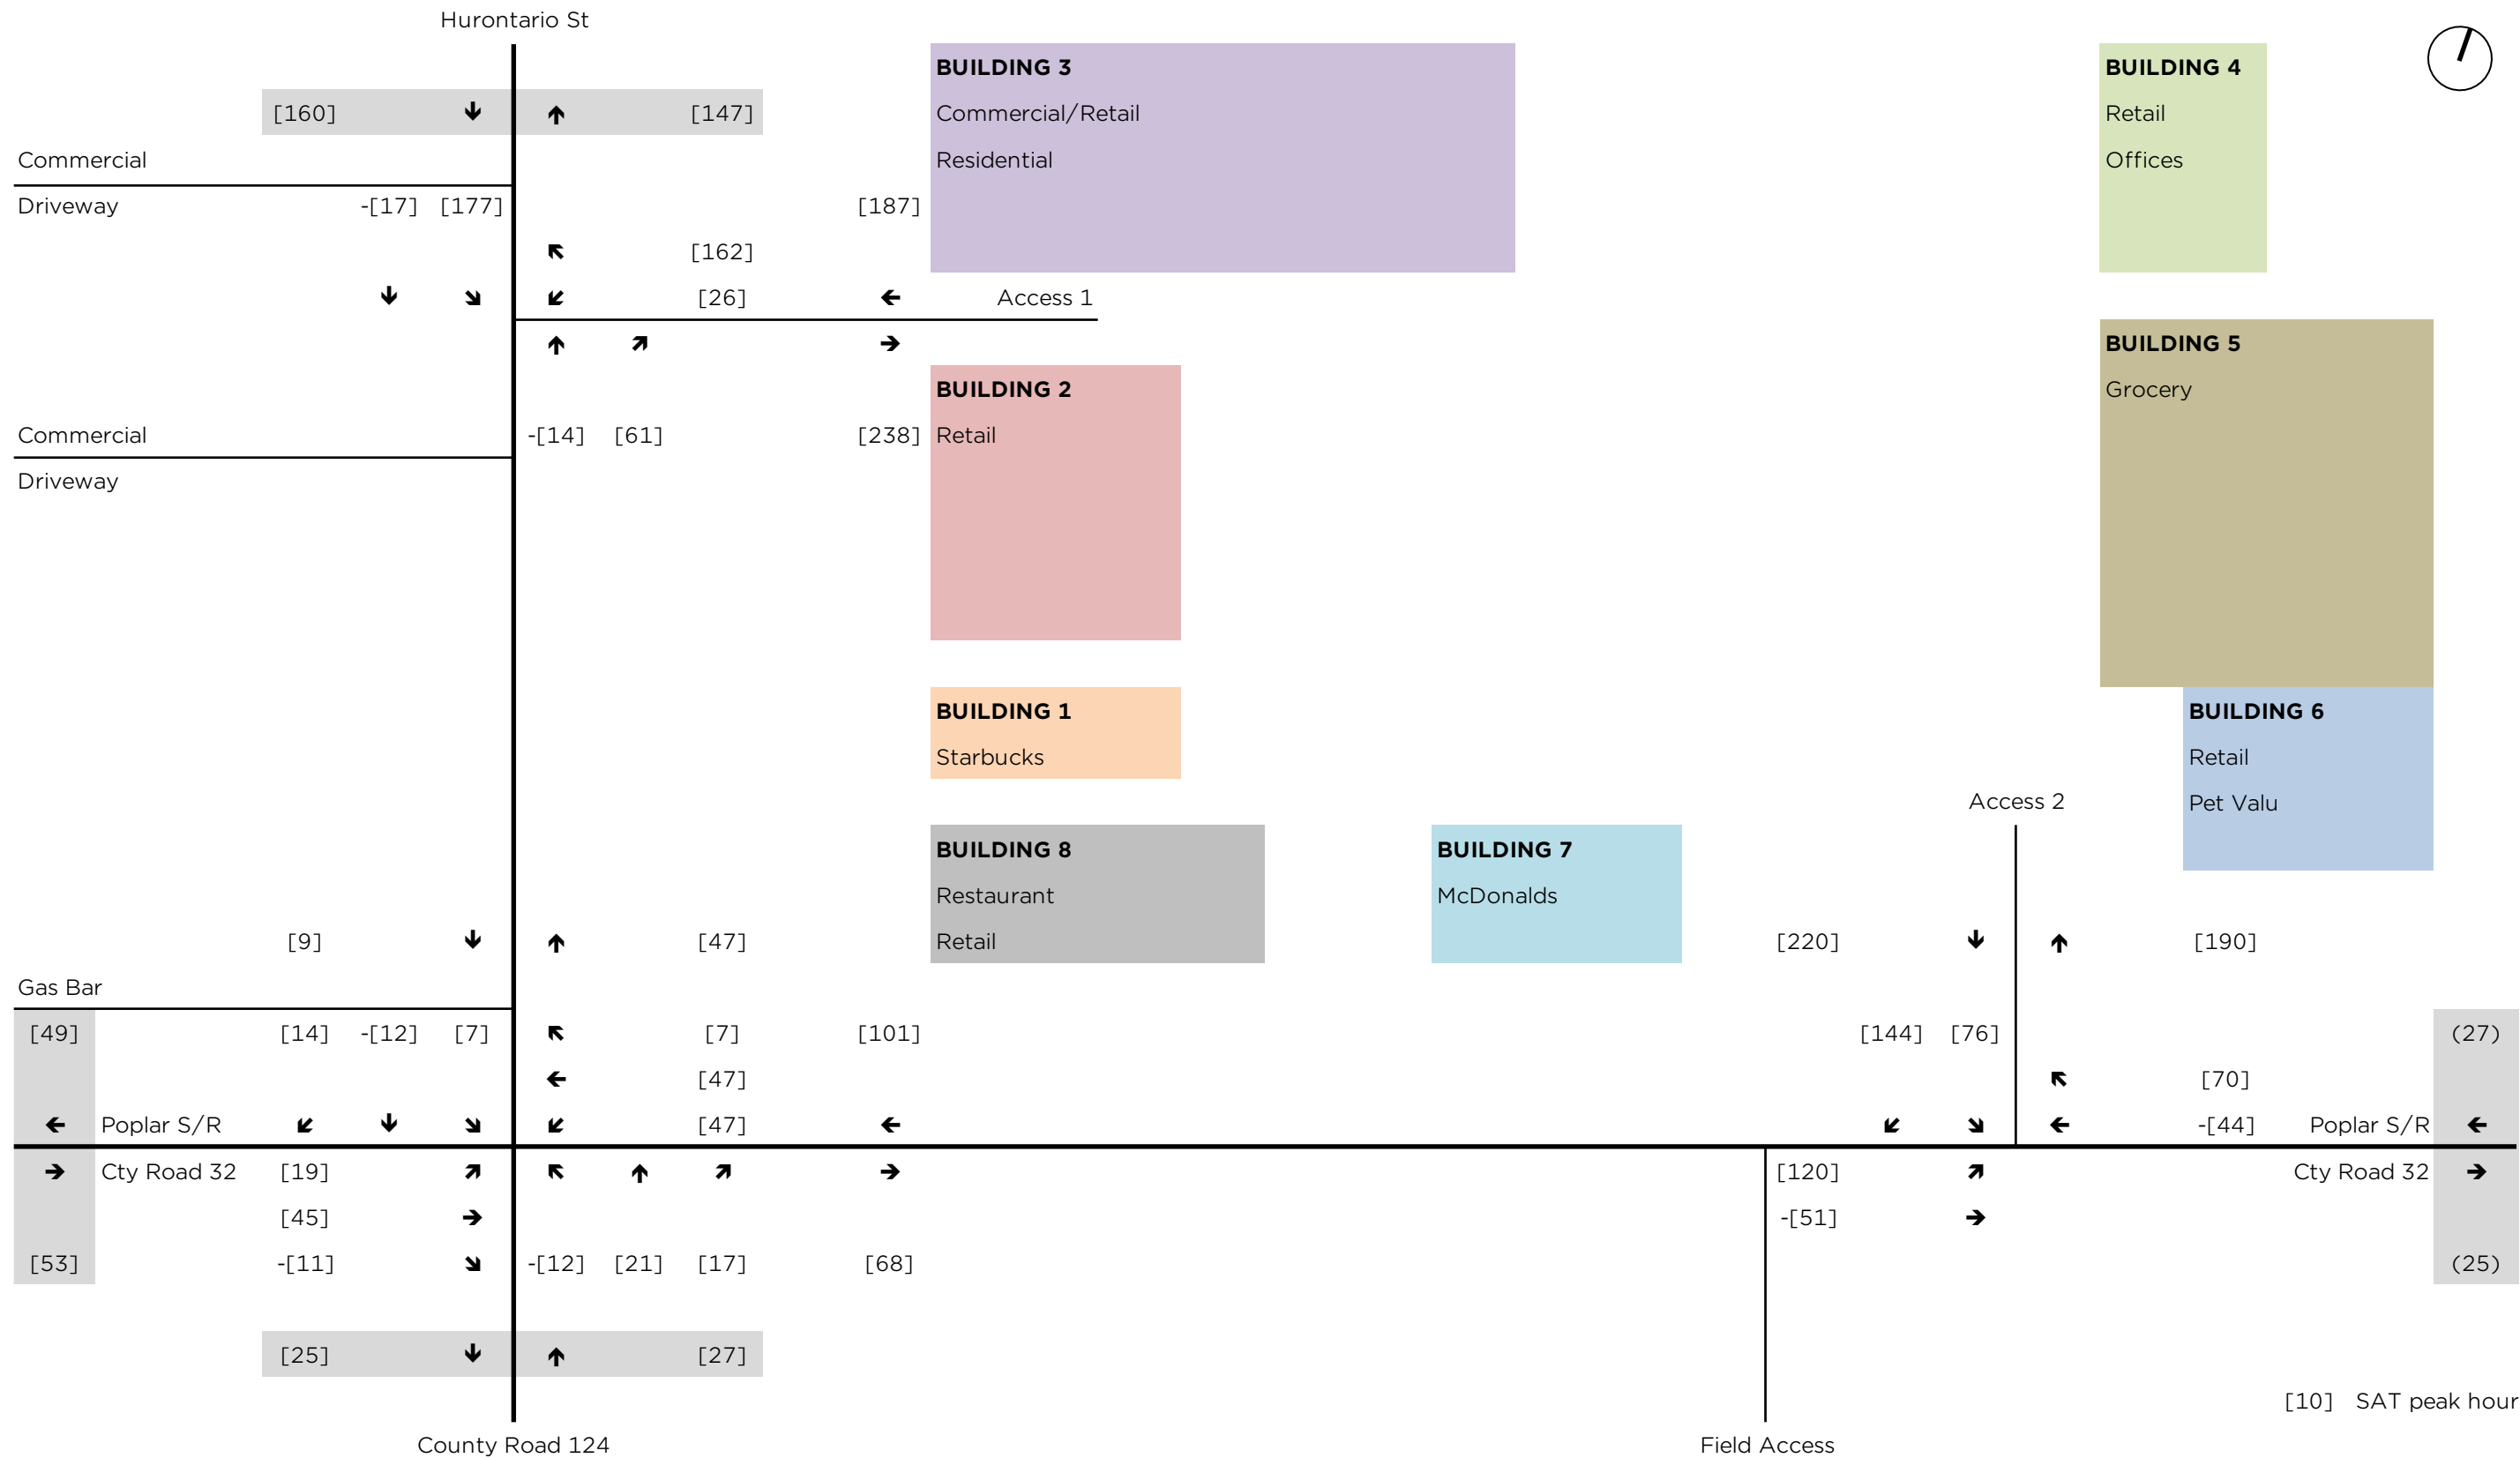 Hurontario St
BUILDING 3
BUILDING 4
[160] [147]
Commercial/Retail
Retail
Commercial
Residential
Offices
Driveway
-[17] [177]
[187]
[162]
[26]
Access 1
BUILDING 5
BUILDING 2
Grocery
Commercial
-[14] [61]
[238]
Retail
Driveway
BUILDING 1
BUILDING 6
Starbucks
Retail
Access 2
Pet Valu
BUILDING 8
BUILDING 7
Restaurant
McDonalds
[9]
[47]
Retail
[220]
[190]
Gas Bar
[49]
[14] -[12] [7]
[7]
[101]
[144] [76]
(27)
[47]
[70]
Poplar S/R
[47]
-[44]
Poplar S/R
Cty Road 32
[19]
[120]
Cty Road 32
[45]
-[51]
[53]
-[11]
-[12] [21] [17]
[68]
(25)
[25]
[27]
[10] SAT peak hour
County Road 124
Field Access